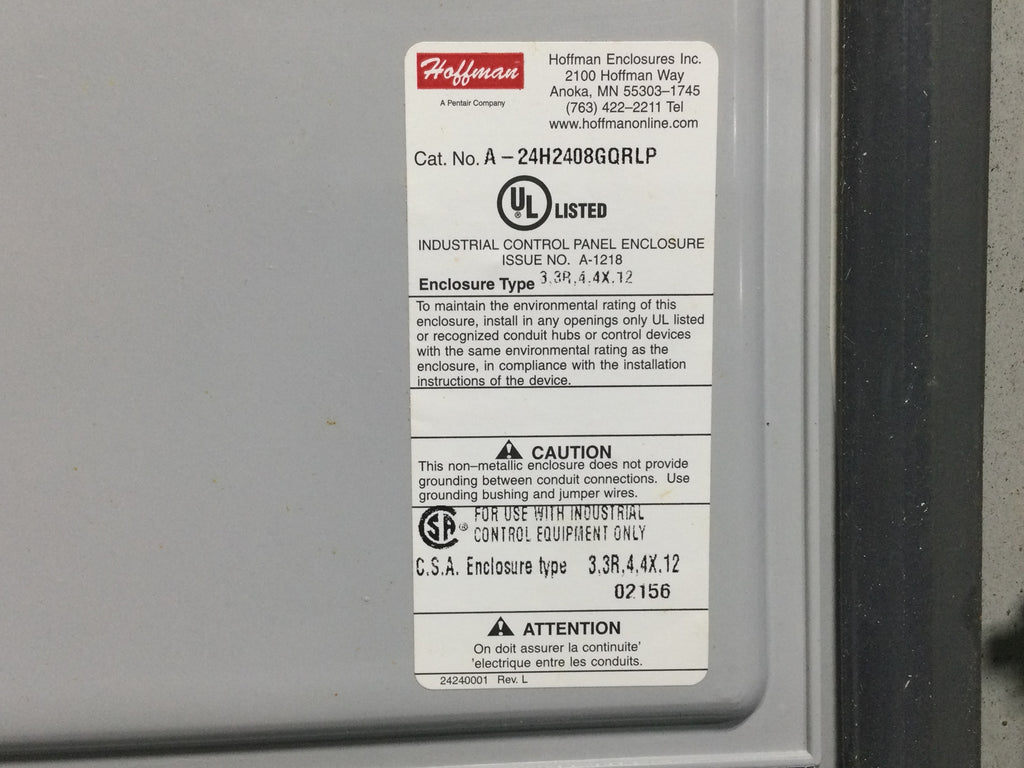 Hoffman
A Pentair Company
Hoffman Enclosures Inc.
2100 Hoffman Way
Anoka, MN 55303–1745
(763) 422–2211 Tel
www.hoffmanonline.com
Cat. No. A – 24H2408GQRLP
UL ® LISTED
INDUSTRIAL CONTROL PANEL ENCLOSURE
ISSUE NO. A-1218
Enclosure Type 3,3R,4,4X,12
To maintain the environmental rating of this
enclosure, install in any openings only UL listed
or recognized conduit hubs or control devices
with the same environmental rating as the
enclosure, in compliance with the installation
instructions of the device.
CAUTION
This non–metallic enclosure does not provide
grounding between conduit connections. Use
grounding bushing and jumper wires.
SA ® FOR USE WITH INDUSTRIAL
CONTROL EQUIPMENT ONLY
C.S.A. Enclosure type 3,3R,4,4X,12
02156
ATTENTION
On doit assurer la continuite'
'electrique entre les conduits.
24240001 Rev. L